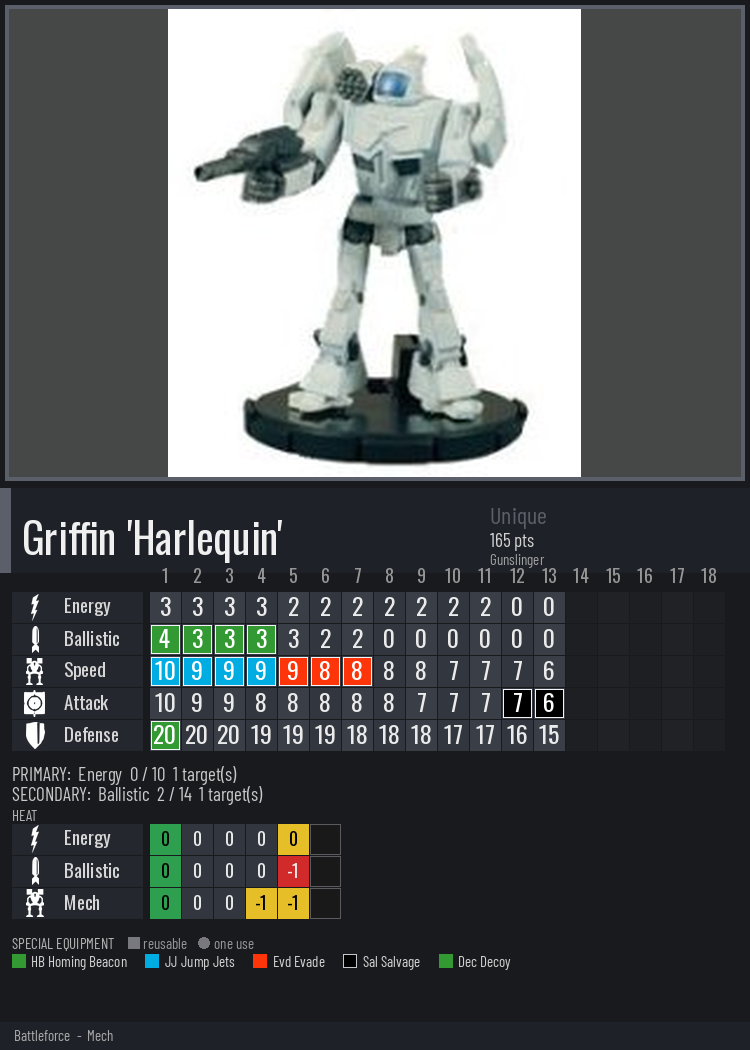 Griffin 'Harlequin'
Unique
165 pts
Gunslinger
1 2 3 4 5 6 7 8 9 10 11 12 13 14 15 16 17 18
Energy 3 3 3 3 2 2 2 2 2 2 2 0 0
Ballistic 4 3 3 3 3 2 2 0 0 0 0 0 0
Speed 10 9 9 9 9 8 8 8 8 7 7 7 6
Attack 10 9 9 8 8 8 8 8 7 7 7 7 6
Defense 20 20 20 19 19 19 18 18 18 17 17 16 15
PRIMARY: Energy 0 / 10 1 target(s)
SECONDARY: Ballistic 2 / 14 1 target(s)
HEAT
Energy 0 0 0 0 0
Ballistic 0 0 0 0 -1
Mech 0 0 0 -1 -1
SPECIAL EQUIPMENT reusable one use
HB Homing Beacon JJ Jump Jets Evd Evade Sal Salvage Dec Decoy
Battleforce - Mech